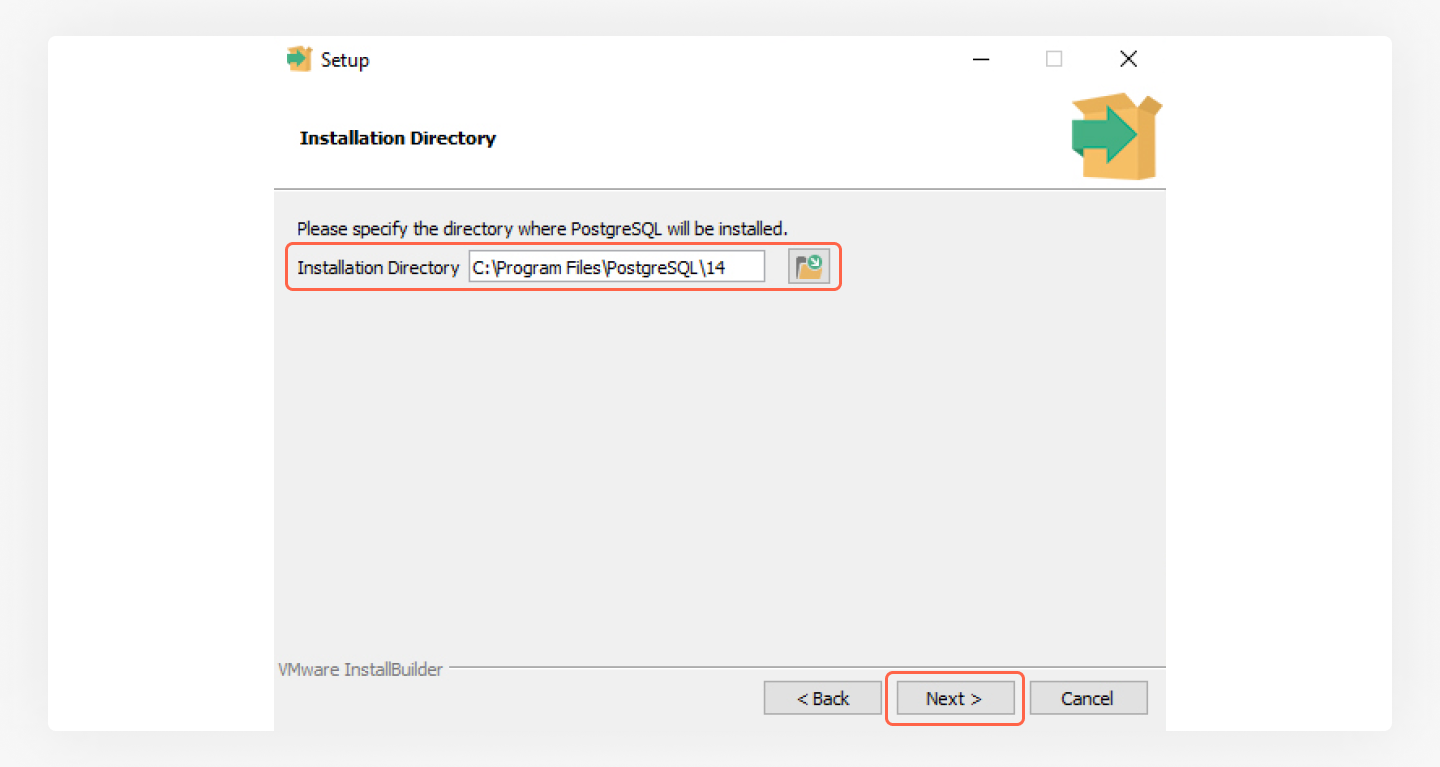 Setup
Installation Directory
Please specify the directory where PostgreSQL will be installed.
Installation Directory C:\Program Files\PostgreSQL\14
VMware InstallBuilder
< Back Next > Cancel